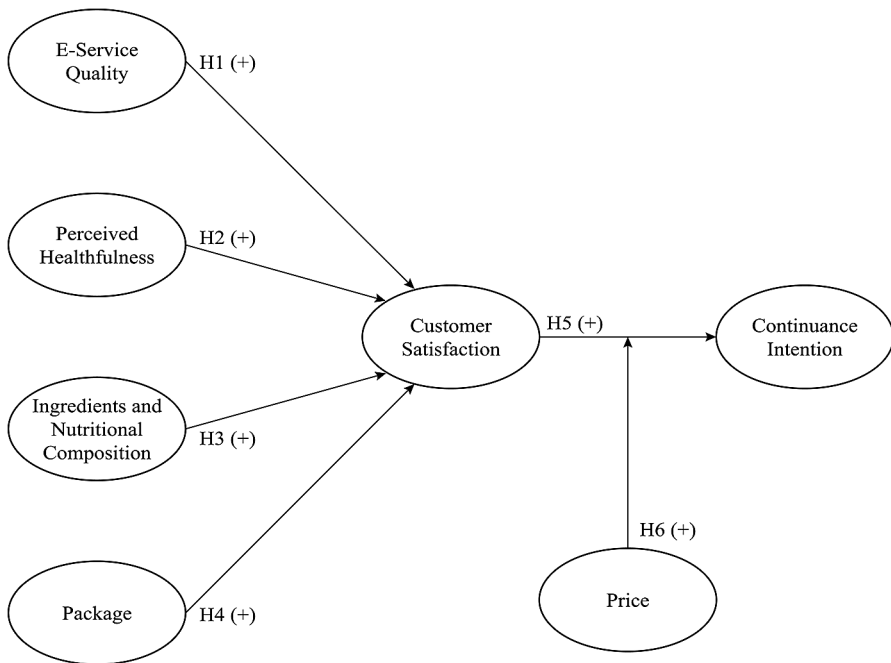 E-Service
Quality
H1 (+)
Perceived
Healthfulness
H2 (+)
Ingredients and
Nutritional
Composition
H3 (+)
Package
H4 (+)
Customer
Satisfaction
H5 (+)
Continuance
Intention
H6 (+)
Price